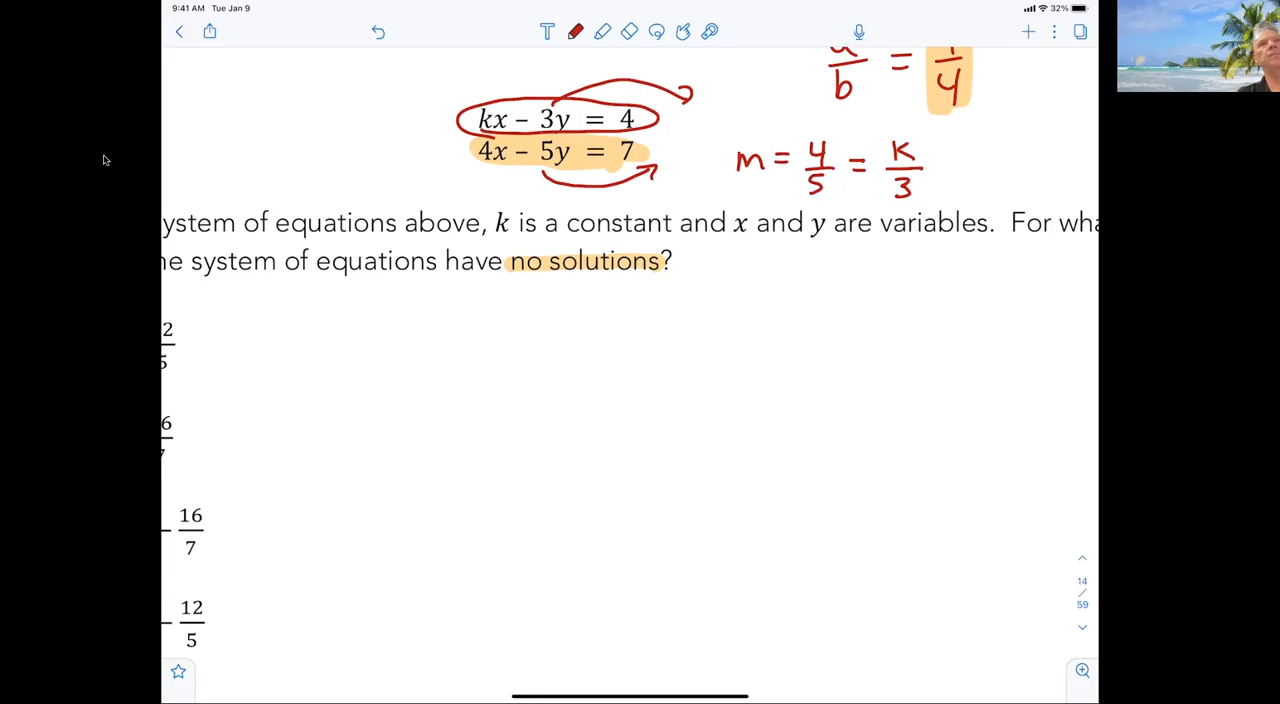 9:41 AM Tue Jan 9
32%
b = 4
kx − 3y = 4
4x − 5y = 7
m = 4/5 = K/3
ystem of equations above, k is a constant and x and y are variables. For wha
he system of equations have no solutions?
2
5
6
7
− 16/7
− 12/5
14
/
59